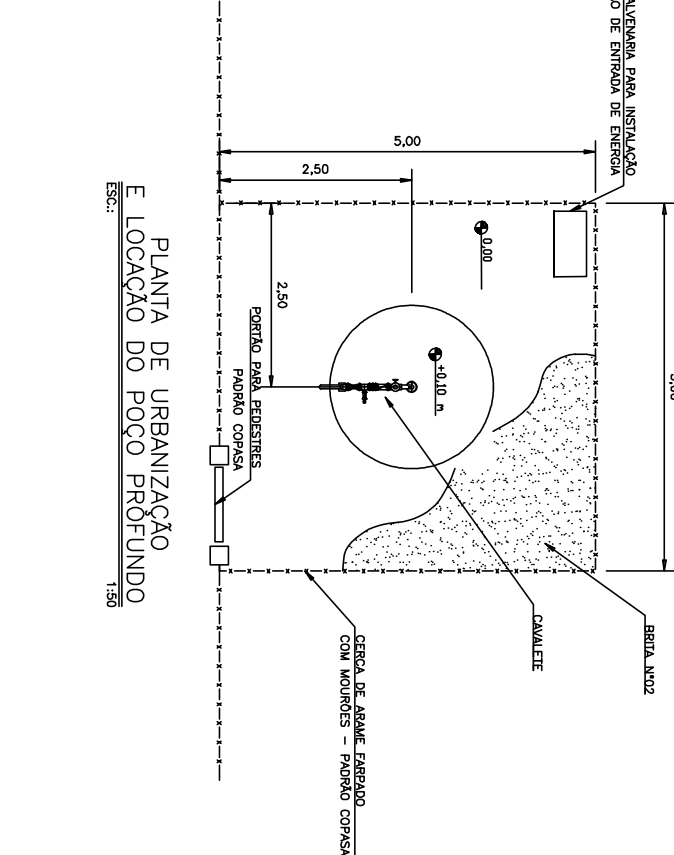 ALVENARIA PARA INSTALAÇÃO
DE ENTRADA DE ENERGIA
5,00
2,50
0,00
2,50
+0,10 m
PORTÃO PARA PEDESTRES
PADRÃO COPASA
BRITA N°02
CAVALETE
CERCA DE ARAME FARPADO
COM MOURÕES - PADRÃO COPASA
PLANTA DE URBANIZAÇÃO
E LOCAÇÃO DO POÇO PROFUNDO
ESC.: 1:50